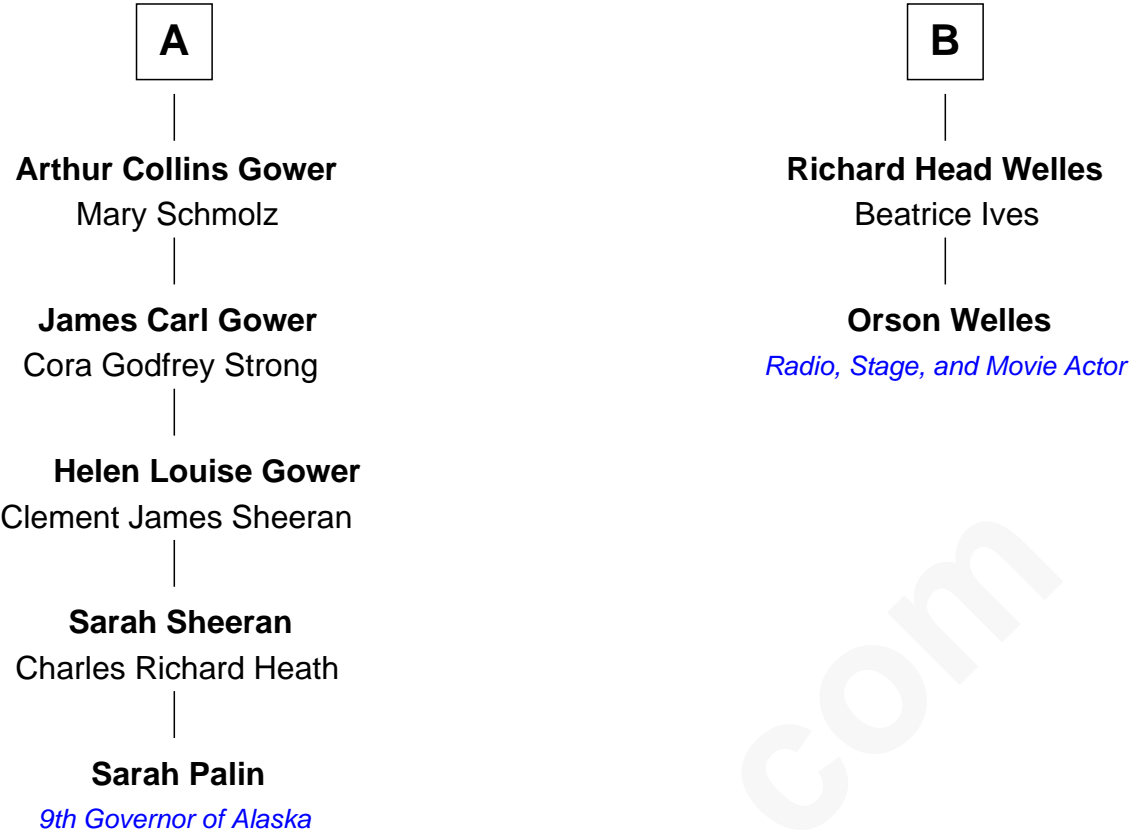 A
Arthur Collins Gower
Mary Schmolz
James Carl Gower
Cora Godfrey Strong
Helen Louise Gower
Clement James Sheeran
Sarah Sheeran
Charles Richard Heath
Sarah Palin
9th Governor of Alaska
B
Richard Head Welles
Beatrice Ives
Orson Welles
Radio, Stage, and Movie Actor
com